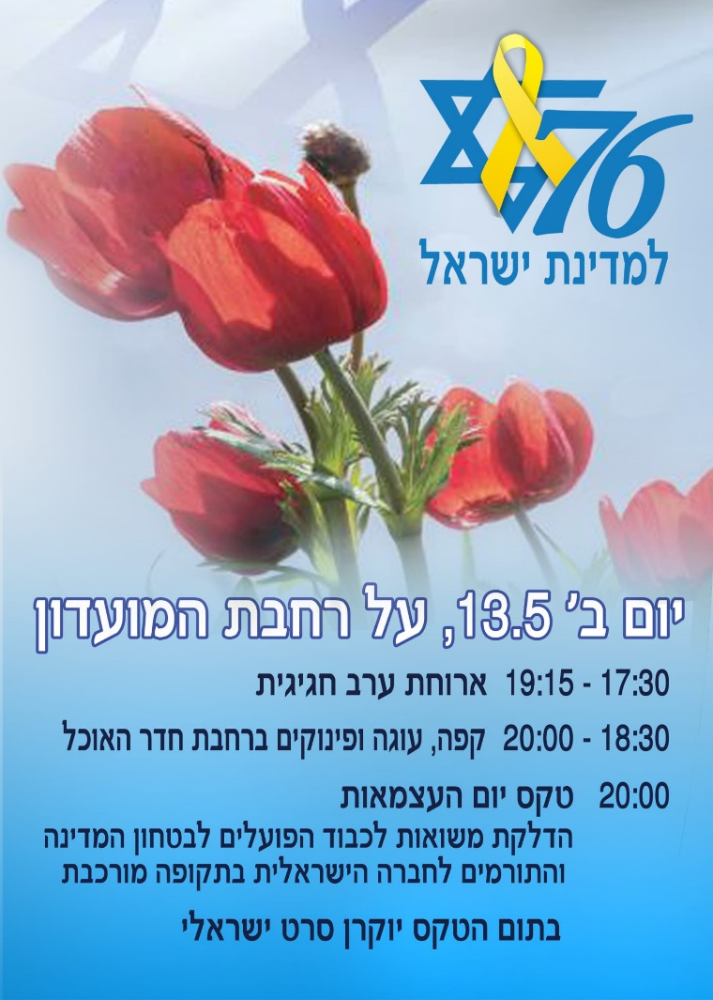 76
למדינת ישראל
יום ב' 13.5, על רחבת המועדון
17:30 - 19:15 ארוחת ערב חגיגית
18:30 - 20:00 קפה, עוגה ופינוקים ברחבת חדר האוכל
20:00 טקס יום העצמאות
הדלקת משואות לכבוד הפועלים לבטחון המדינה
והתורמים לחברה הישראלית בתקופה מורכבת
בתום הטקס יוקרן סרט ישראלי